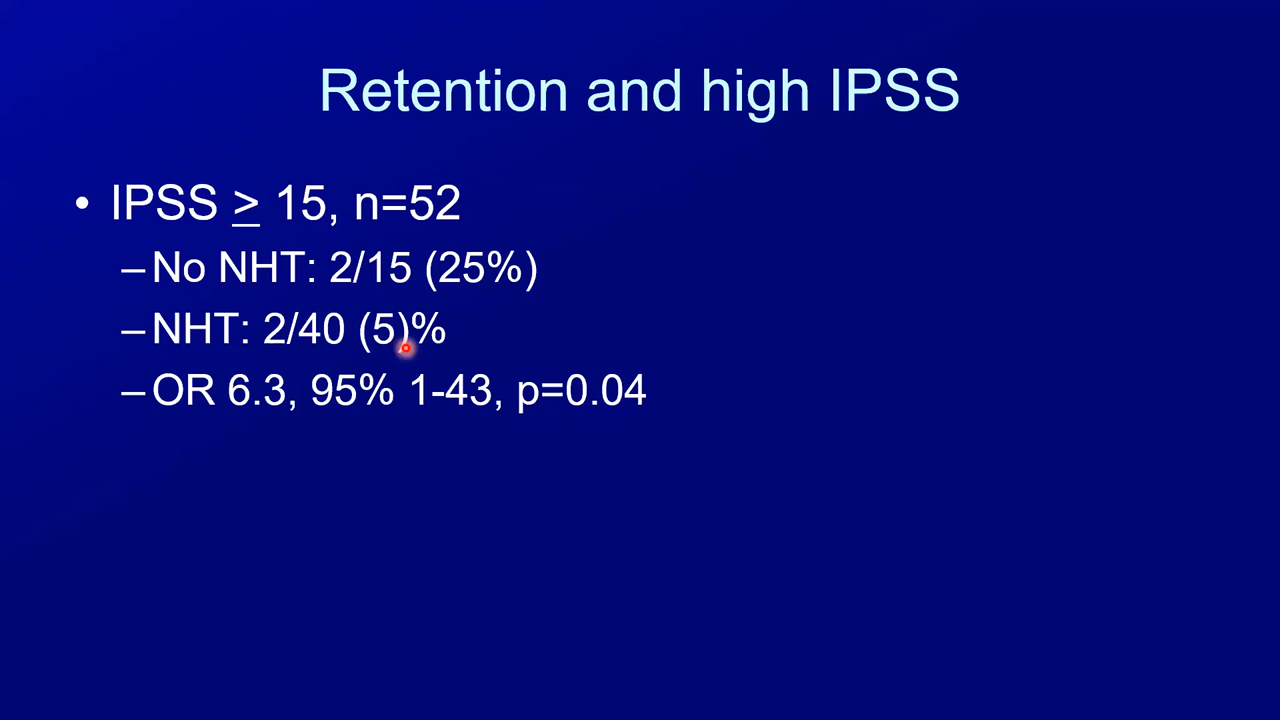 Retention and high IPSS
• IPSS ≥ 15, n=52
–No NHT: 2/15 (25%)
–NHT: 2/40 (5)%
–OR 6.3, 95% 1-43, p=0.04